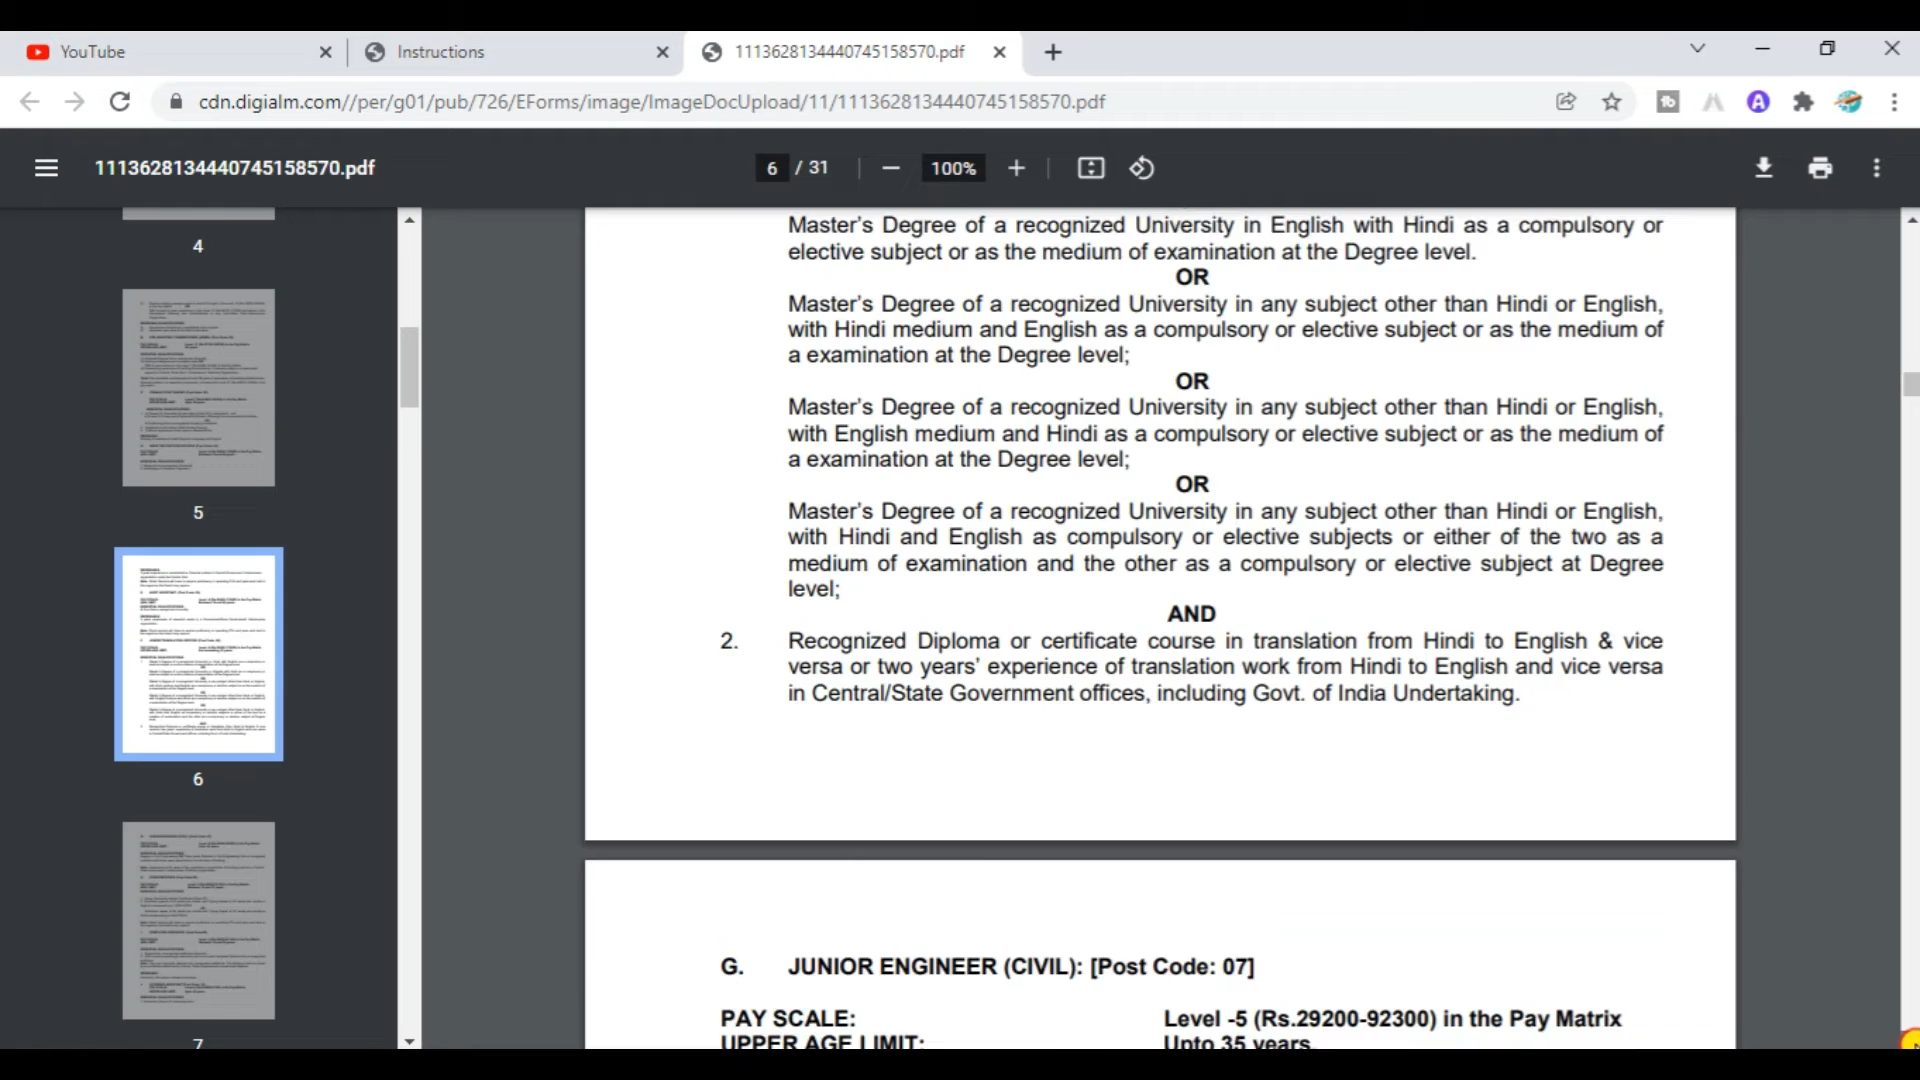 YouTube
Instructions
1113628134440745158570.pdf
cdn.digialm.com//per/g01/pub/726/EForms/image/ImageDocUpload/11/1113628134440745158570.pdf
1113628134440745158570.pdf
6 / 31
100%
4
5
6
7
Master's Degree of a recognized University in English with Hindi as a compulsory or
elective subject or as the medium of examination at the Degree level.
OR
Master's Degree of a recognized University in any subject other than Hindi or English,
with Hindi medium and English as a compulsory or elective subject or as the medium of
a examination at the Degree level;
OR
Master's Degree of a recognized University in any subject other than Hindi or English,
with English medium and Hindi as a compulsory or elective subject or as the medium of
a examination at the Degree level;
OR
Master's Degree of a recognized University in any subject other than Hindi or English,
with Hindi and English as compulsory or elective subjects or either of the two as a
medium of examination and the other as a compulsory or elective subject at Degree
level;
AND
2. Recognized Diploma or certificate course in translation from Hindi to English & vice
versa or two years' experience of translation work from Hindi to English and vice versa
in Central/State Government offices, including Govt. of India Undertaking.
G. JUNIOR ENGINEER (CIVIL): [Post Code: 07]
PAY SCALE: Level -5 (Rs.29200-92300) in the Pay Matrix
UPPER AGE LIMIT: Upto 35 years.